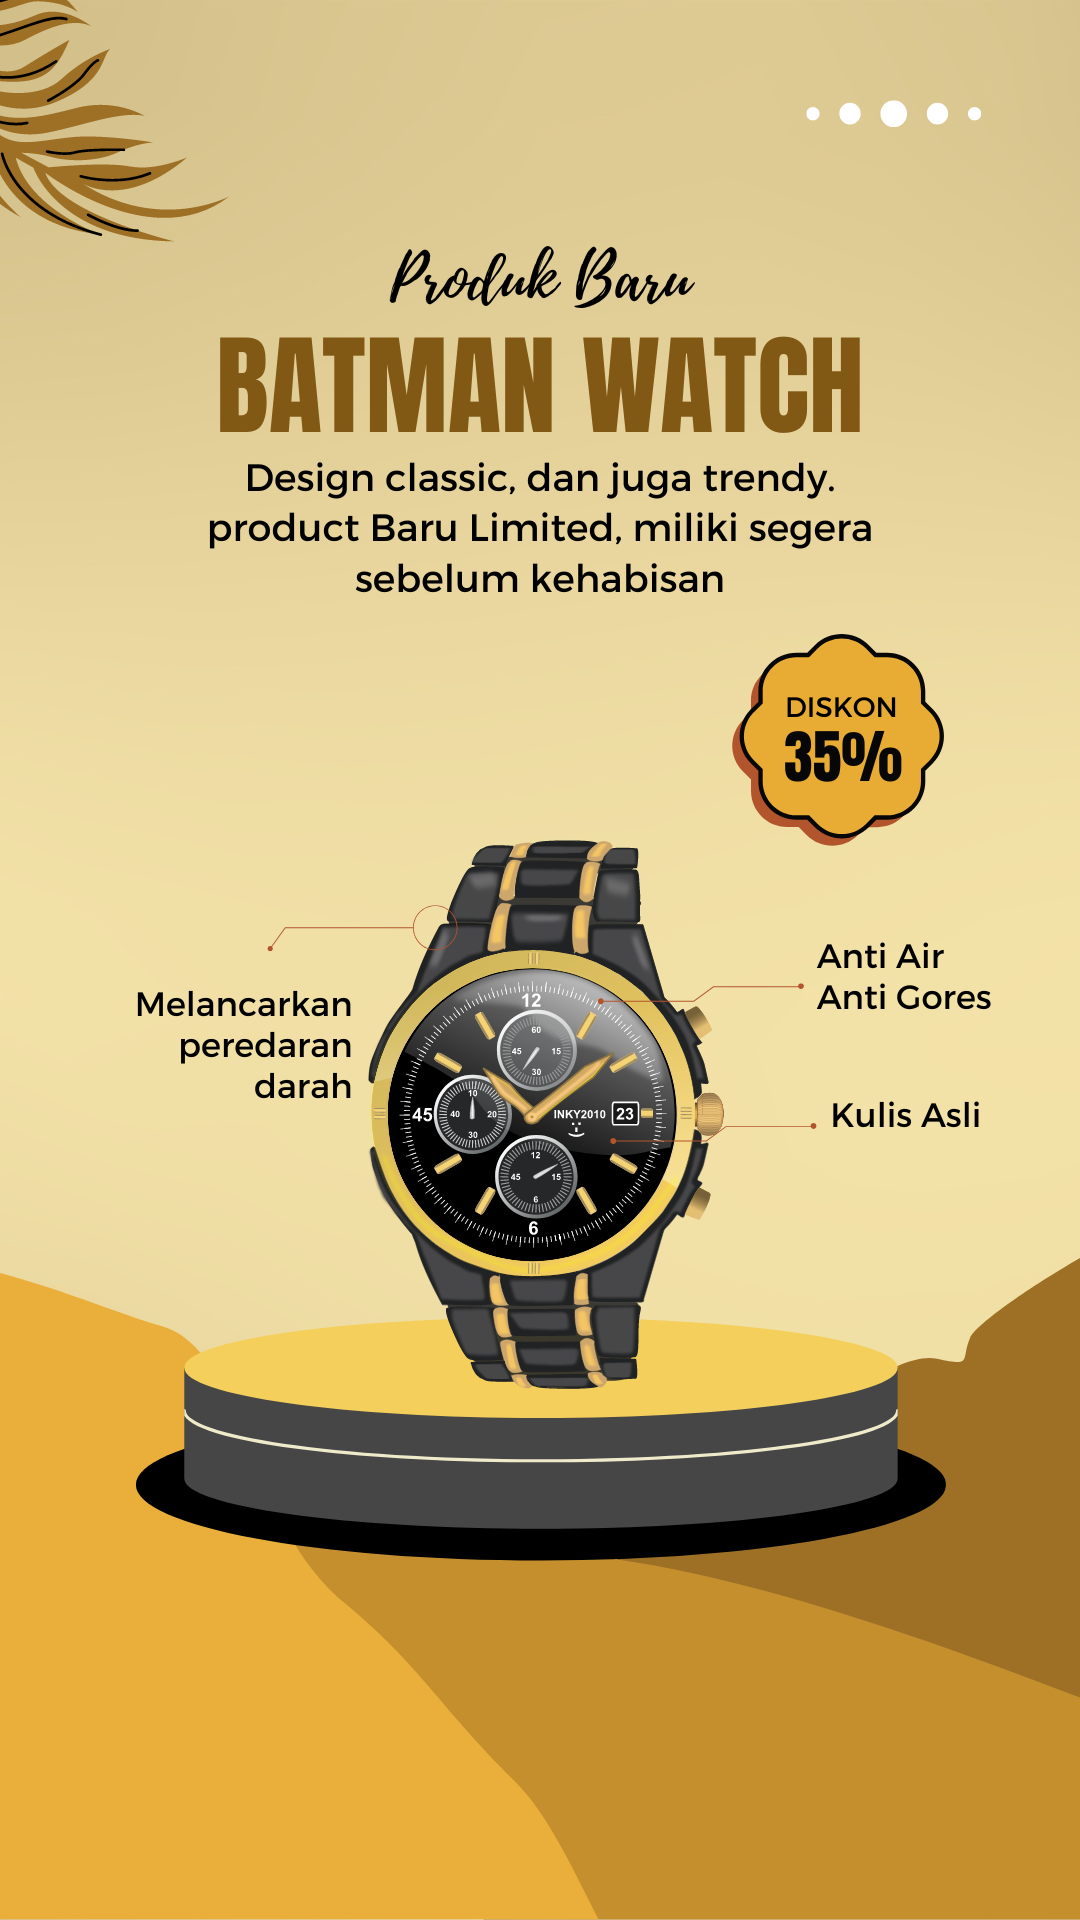 Produk Baru
BATMAN WATCH
Design classic, dan juga trendy.
product Baru Limited, miliki segera
sebelum kehabisan
DISKON
35%
Melancarkan
peredaran
darah
Anti Air
Anti Gores
Kulis Asli
12
60
45 15
30
45
10
40 20
30
INKY2010 23
12
45 15
6
6